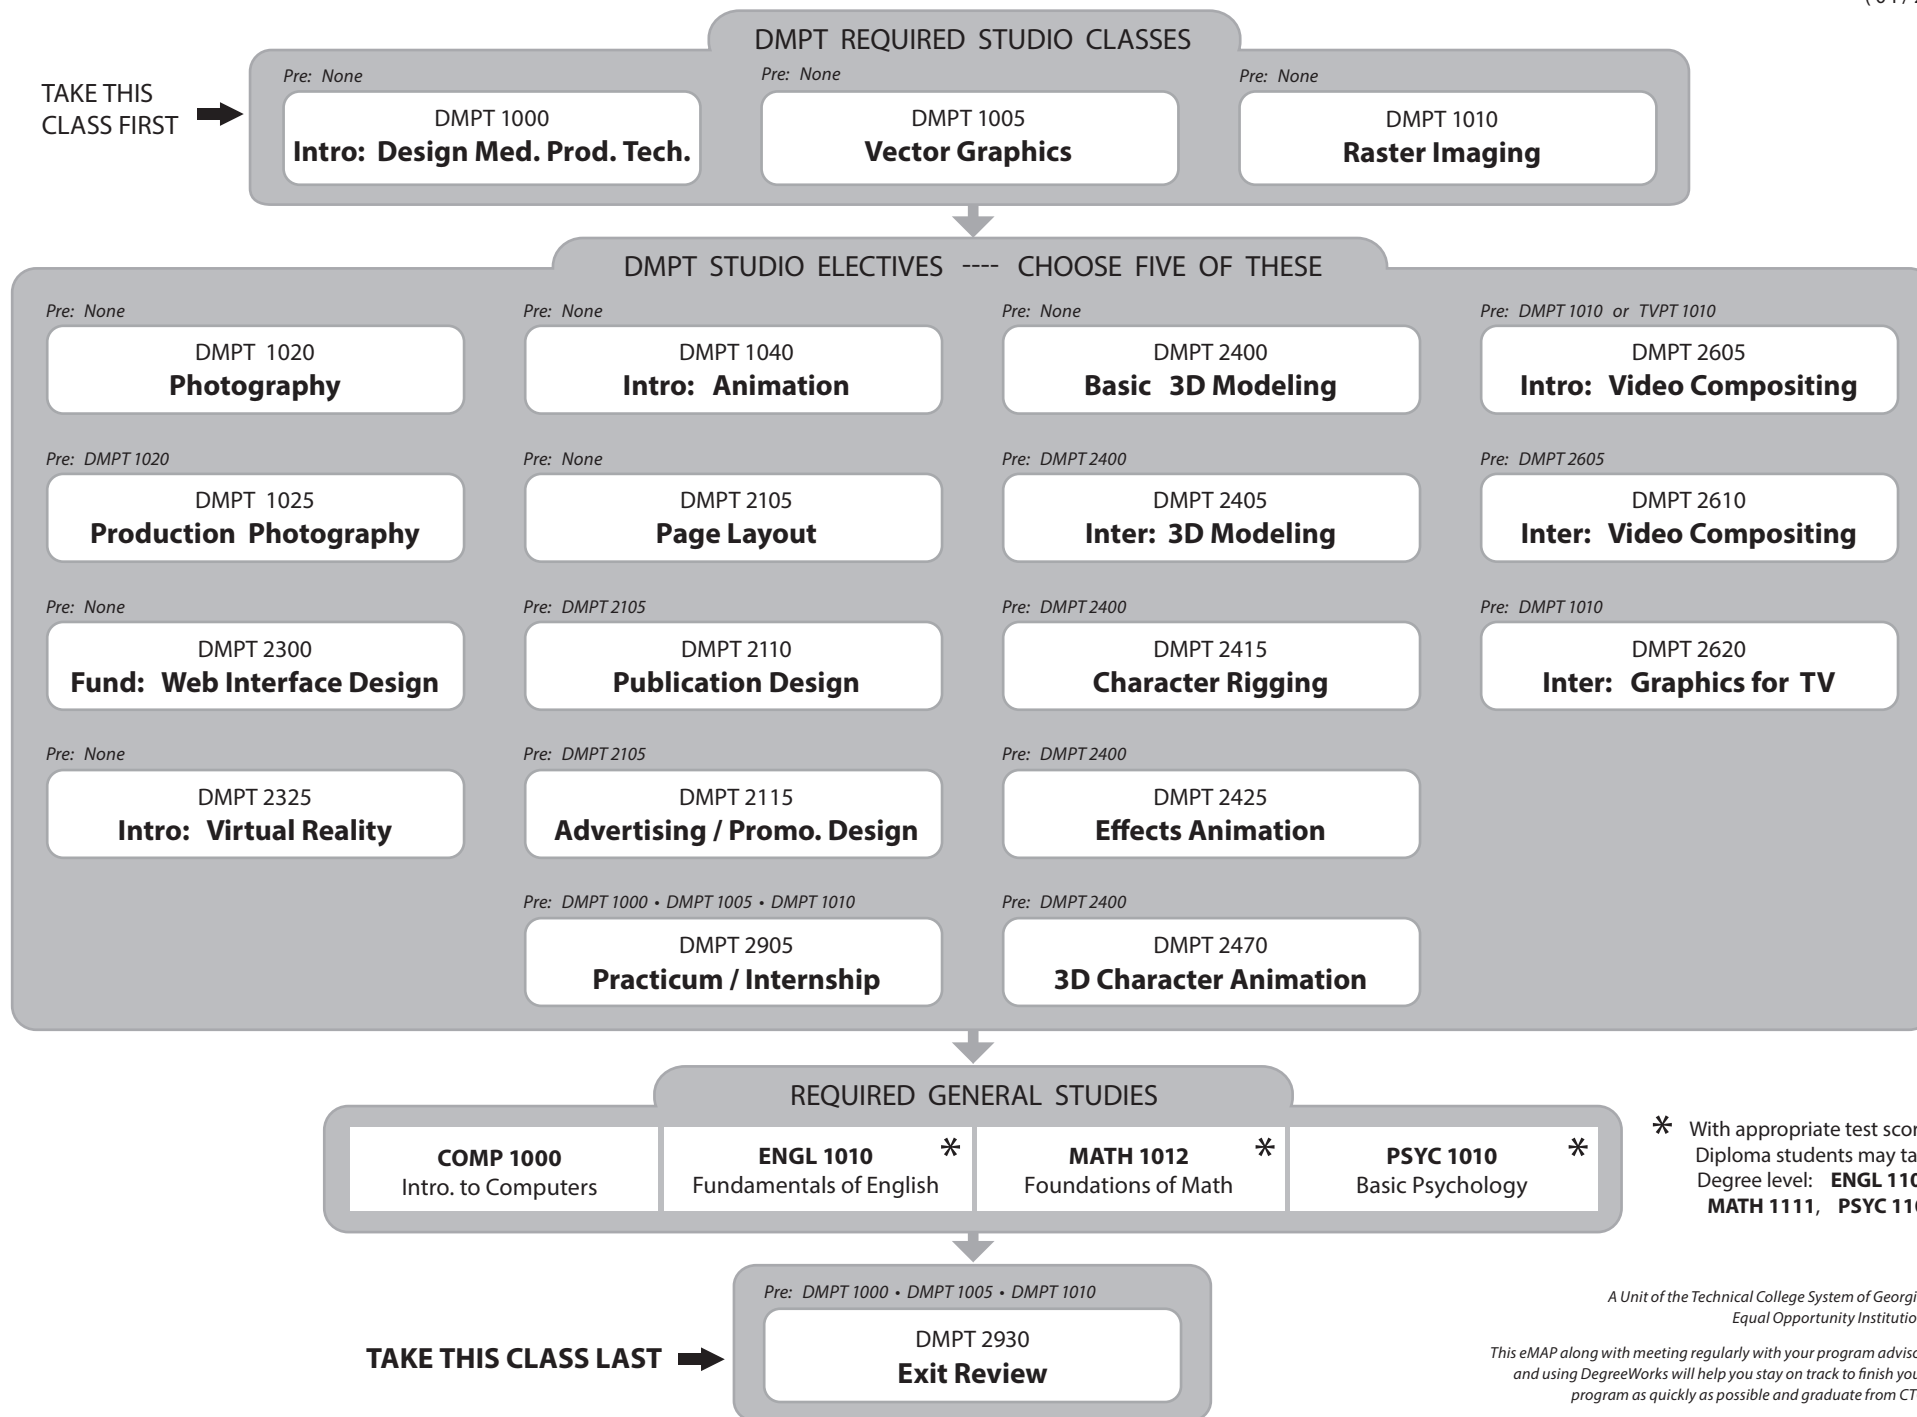 DMPT REQUIRED STUDIO CLASSES
TAKE THIS
CLASS FIRST
Pre: None
DMPT 1000
Intro: Design Med. Prod. Tech.
Pre: None
DMPT 1005
Vector Graphics
Pre: None
DMPT 1010
Raster Imaging
DMPT STUDIO ELECTIVES ---- CHOOSE FIVE OF THESE
Pre: None
DMPT 1020
Photography
Pre: None
DMPT 1040
Intro: Animation
Pre: None
DMPT 2400
Basic 3D Modeling
Pre: DMPT 1010 or TVPT 1010
DMPT 2605
Intro: Video Compositing
Pre: DMPT 1020
DMPT 1025
Production Photography
Pre: None
DMPT 2105
Page Layout
Pre: DMPT 2400
DMPT 2405
Inter: 3D Modeling
Pre: DMPT 2605
DMPT 2610
Inter: Video Compositing
Pre: None
DMPT 2300
Fund: Web Interface Design
Pre: DMPT 2105
DMPT 2110
Publication Design
Pre: DMPT 2400
DMPT 2415
Character Rigging
Pre: DMPT 1010
DMPT 2620
Inter: Graphics for TV
Pre: None
DMPT 2325
Intro: Virtual Reality
Pre: DMPT 2105
DMPT 2115
Advertising / Promo. Design
Pre: DMPT 2400
DMPT 2425
Effects Animation
Pre: DMPT 1000 • DMPT 1005 • DMPT 1010
DMPT 2905
Practicum / Internship
Pre: DMPT 2400
DMPT 2470
3D Character Animation
REQUIRED GENERAL STUDIES
COMP 1000
Intro. to Computers
ENGL 1010 *
Fundamentals of English
MATH 1012 *
Foundations of Math
PSYC 1010 *
Basic Psychology
* With appropriate test
Diploma students may
Degree level: ENGL
MATH 1111, PSYC
Pre: DMPT 1000 • DMPT 1005 • DMPT 1010
TAKE THIS CLASS LAST
DMPT 2930
Exit Review
A Unit of the Technical College System of
Equal Opportunity
This eMAP along with meeting regularly with your program
and using DegreeWorks will help you stay on track to finish
program as quickly as possible and graduate from